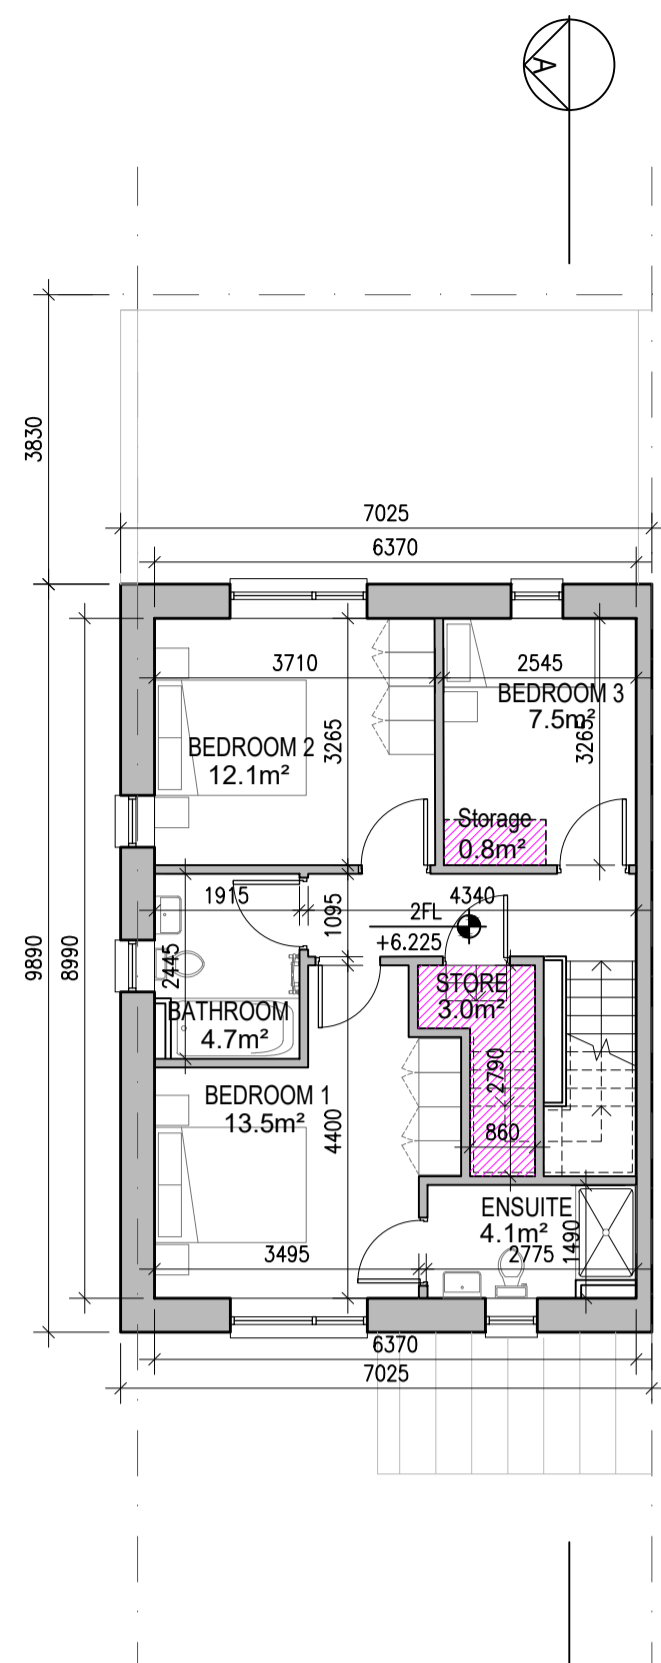 A
3830
7025
6370
3710
2545
BEDROOM 3
7.5m²
3265
BEDROOM 2
12.1m²
3265
Storage
0.8m²
9890
8990
1915
1095
4340
2FL
+6.225
2445
BATHROOM
4.7m²
STORE
3.0m²
2790
860
BEDROOM 1
13.5m²
4400
ENSUITE
4.1m²
1490
3495
2775
6370
7025